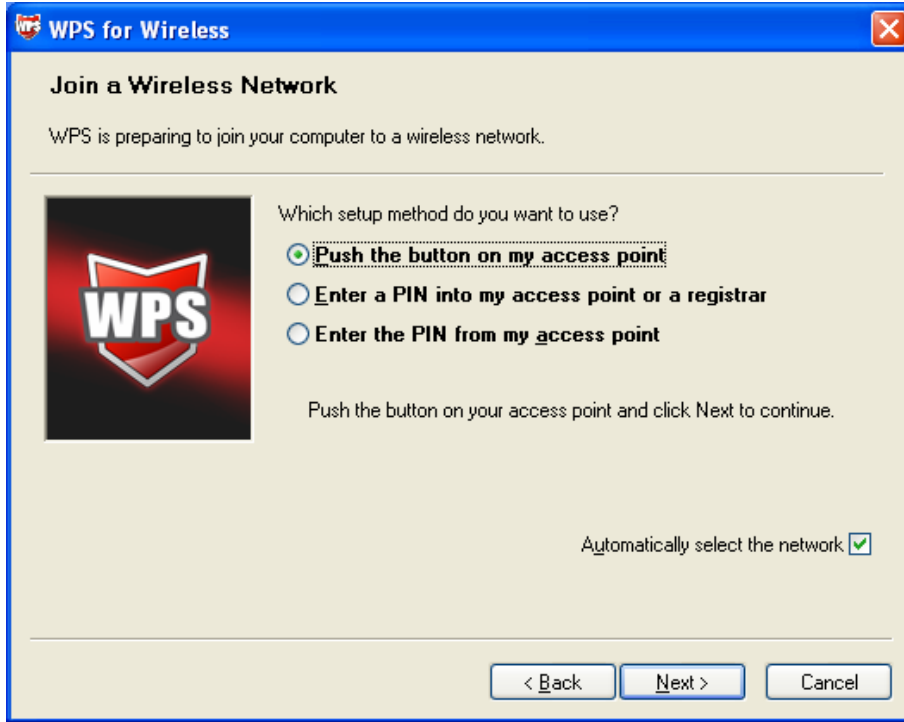 WPS for Wireless
Join a Wireless Network
WPS is preparing to join your computer to a wireless network.
WPS
Which setup method do you want to use?
Push the button on my access point
Enter a PIN into my access point or a registrar
Enter the PIN from my access point
Push the button on your access point and click Next to continue.
Automatically select the network
< Back
Next >
Cancel